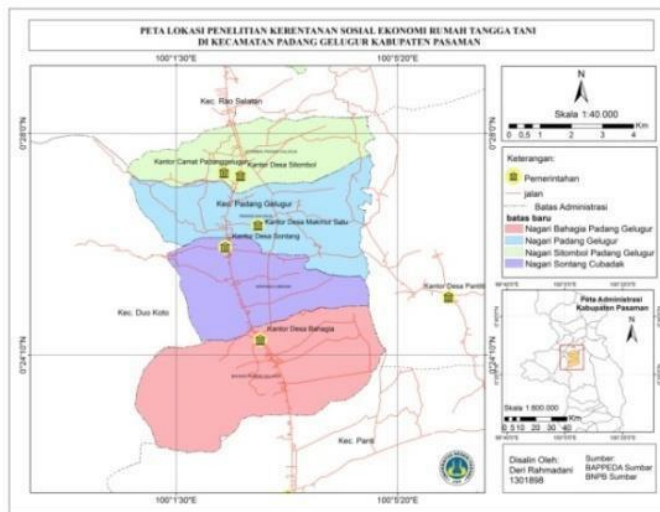 PETA LOKASI PENELITIAN KERENTANAN SOSIAL EKONOMI RUMAH TANGGA TANI
DI KECAMATAN PADANG GELUGUR KABUPATEN PASAMAN
100°1'30"E
100°5'20"E
Kec. Rao Selatan
0°28'0"N
0°28'0"N
Kantor Camat Padanggelugur
Kantor Desa Sitombol
Kec. Padang Gelugur
Kantor Desa Makmur Satu
Kantor Desa Sontang
Kantor Desa Panti
Kec. Duo Koto
Kantor Desa Bahagia
0°24'10"N
0°24'10"N
Kec. Panti
100°1'30"E
100°5'20"E
N
Skala 1:40.000
0 0,5 1 2 3 4
Km
Keterangan:
Pemerintahan
jalan
Batas Administrasi
batas baru
Nagari Bahagia Padang Gelugur
Nagari Padang Gelugur
Nagari Sitombol Padang Gelugur
Nagari Sontang Cubadak
Peta Administrasi
Kabupaten Pasaman
N
Skala 1:800.000
0 5 10 20 30 40
Km
Disalin Oleh:
Deri Rahmadani
1301898
Sumber:
BAPPEDA Sumbar
BNPB Sumbar